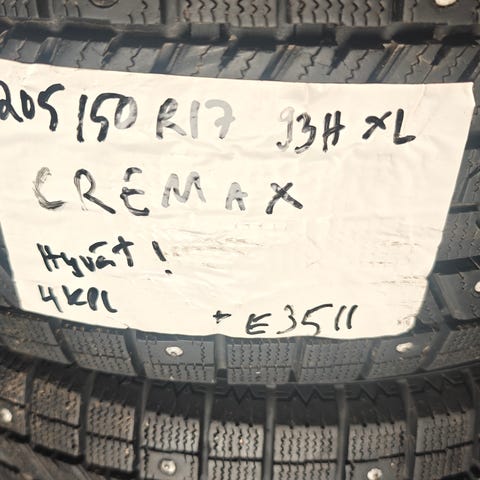 205/50 R17 93H XL
CREMAX
Hyvät!
4KPL
+ E3511